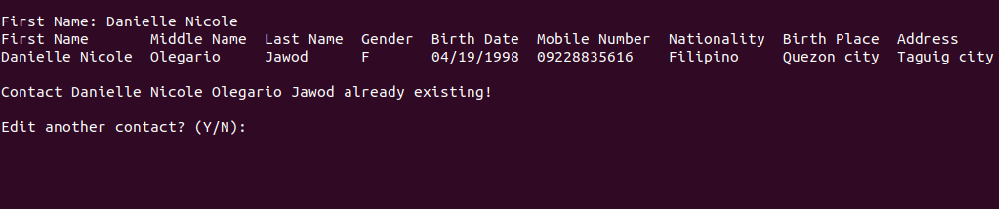 First Name: Danielle Nicole
First Name       Middle Name  Last Name  Gender  Birth Date  Mobile Number  Nationality  Birth Place  Address
Danielle Nicole  Olegario     Jawod      F       04/19/1998  09228835616    Filipino     Quezon city  Taguig city
Contact Danielle Nicole Olegario Jawod already existing!
Edit another contact? (Y/N):